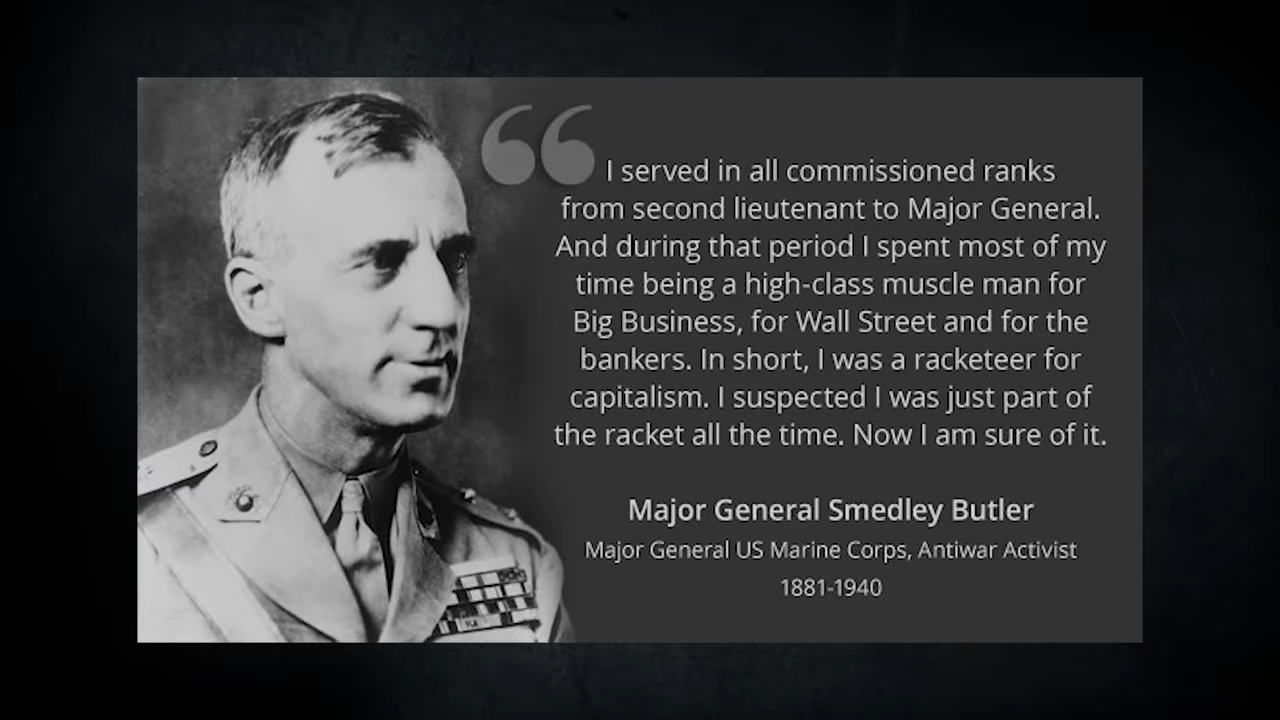 “
I served in all commissioned ranks
from second lieutenant to Major General.
And during that period I spent most of my
time being a high-class muscle man for
Big Business, for Wall Street and for the
bankers. In short, I was a racketeer for
capitalism. I suspected I was just part of
the racket all the time. Now I am sure of it.
Major General Smedley Butler
Major General US Marine Corps, Antiwar Activist
1881-1940